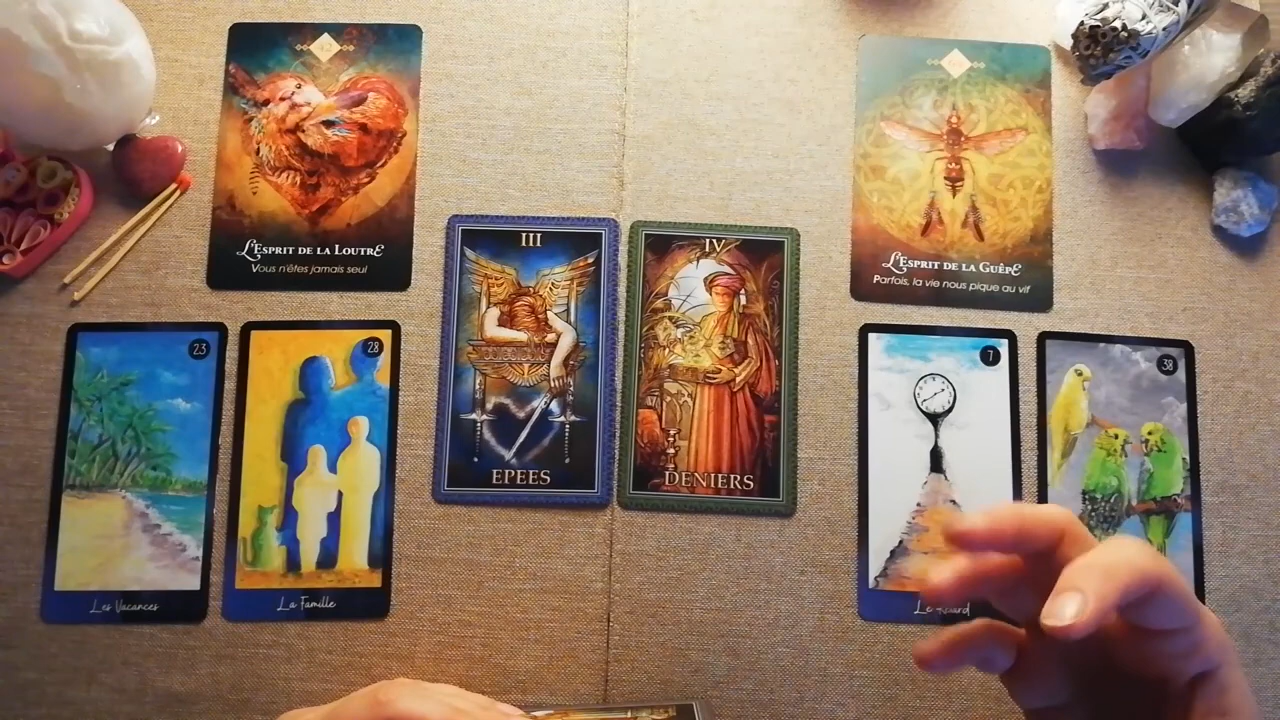 L'ESPRIT DE LA LOUTRE
Vous n'êtes jamais seul
L'ESPRIT DE LA GUÊPE
Parfois, la vie nous pique au vif
III
EPEES
IV
DENIERS
23
Les Vacances
28
La Famille
7
Le
38